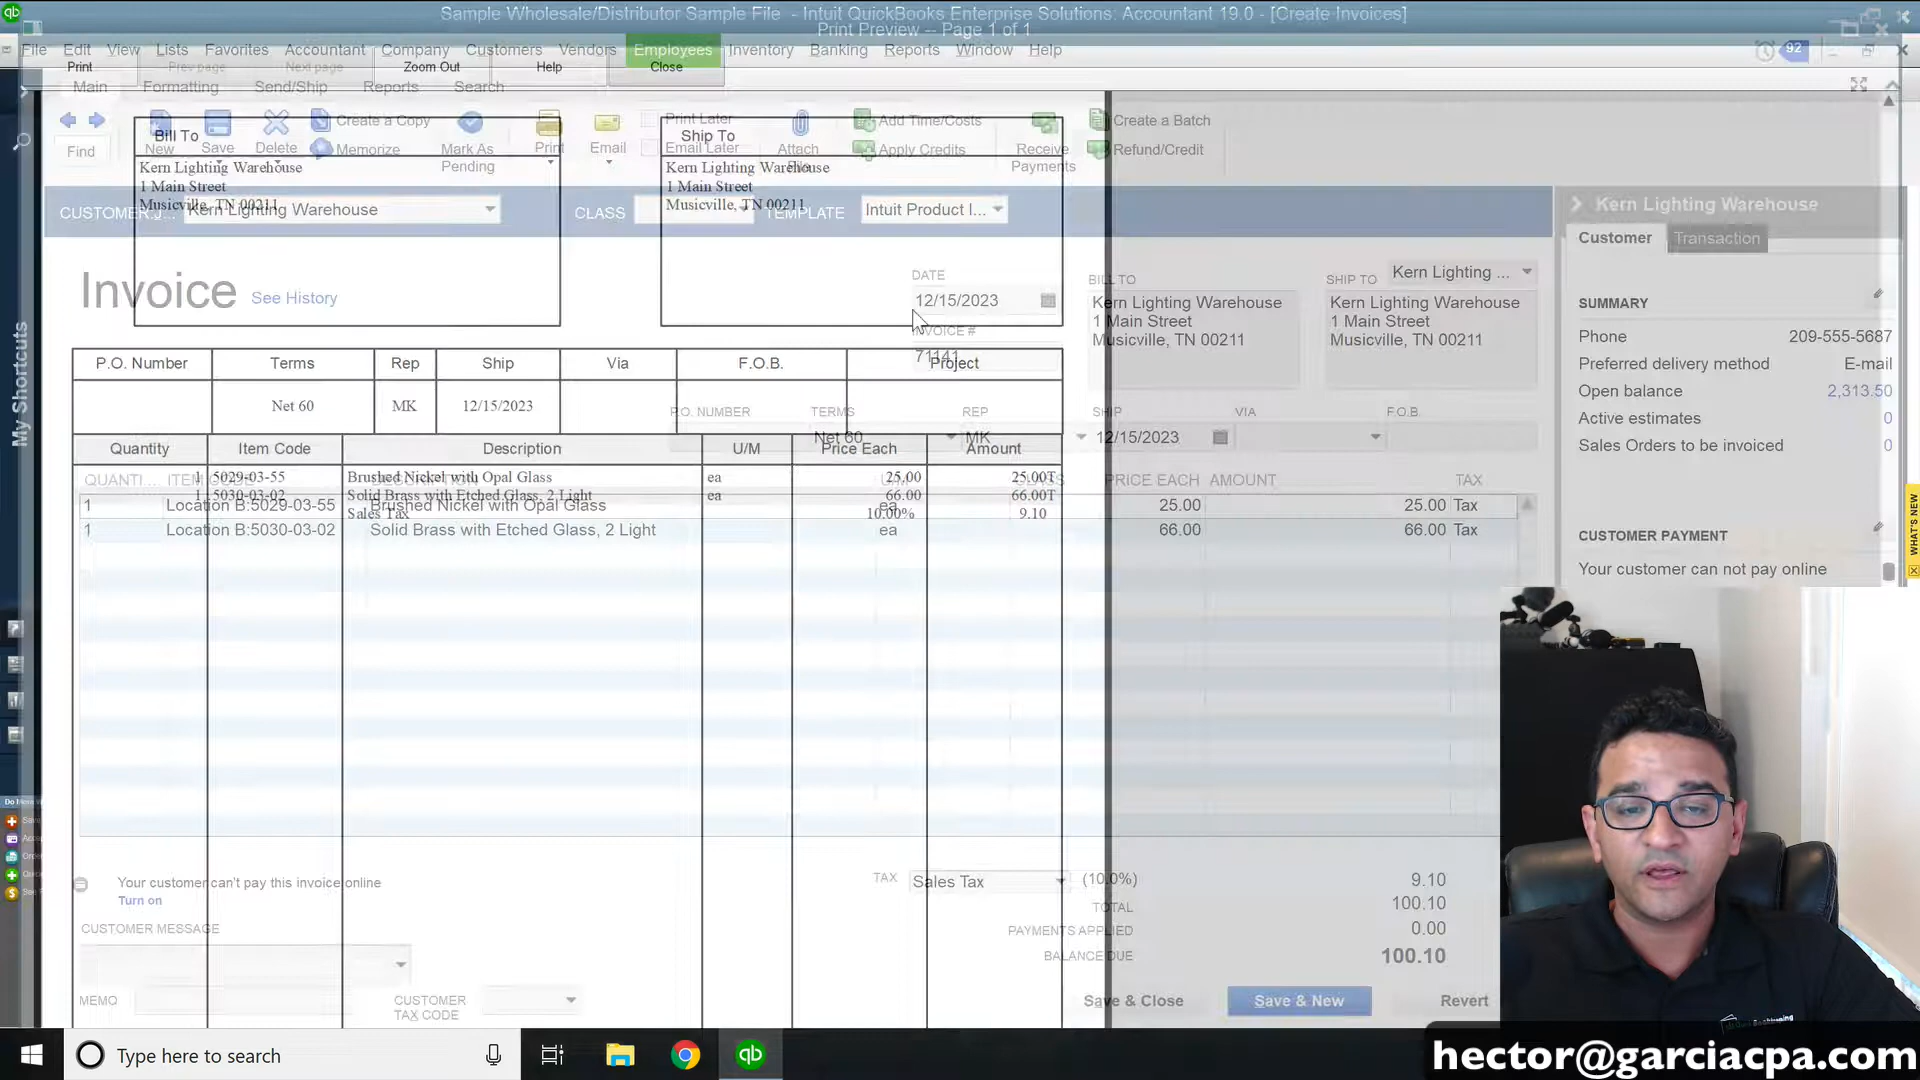 Sample Wholesale/Distributor Sample File - Intuit QuickBooks Enterprise Solutions: Accountant 19.0 - [Create Invoices]
Print Preview -- Page 1 of 1
File Edit View Lists Favorites Accountant Company Customers Vendors Employees Inventory Banking Reports Window Help
92
Print Prev page Next page Zoom Out Help Close
Main Formatting Send/Ship Reports Search
Find
New Save Delete
Create a Copy
Memorize
Mark As Pending
Print
Email
Print Later
Email Later
Attach
Add Time/Costs
Apply Credits
Receive Payments
Create a Batch
Refund/Credit
Bill To
Kern Lighting Warehouse
1 Main Street
Musicville, TN 00211
Ship To
Kern Lighting Warehouse
1 Main Street
Musicville, TN 00211
Kern Lighting Warehouse
CLASS
TEMPLATE
Intuit Product I...
Invoice
See History
DATE
12/15/2023
INVOICE #
71141
BILL TO
Kern Lighting Warehouse
1 Main Street
Musicville, TN 00211
SHIP TO
Kern Lighting ...
Kern Lighting Warehouse
1 Main Street
Musicville, TN 00211
P.O. Number Terms Rep Ship Via F.O.B. Project
Net 60 MK 12/15/2023
P.O. NUMBER TERMS REP SHIP VIA F.O.B.
Net 60 MK 12/15/2023
Quantity Item Code Description U/M Price Each Amount
1 5029-03-55 Brushed Nickel with Opal Glass ea 25.00 25.00T
1 5030-03-02 Solid Brass with Etched Glass, 2 Light ea 66.00 66.00T
Sales Tax 10.00% 9.10
QUANTI... PRICE EACH AMOUNT TAX
1 Location B:5029-03-55 Brushed Nickel with Opal Glass ea 25.00 25.00 Tax
1 Location B:5030-03-02 Solid Brass with Etched Glass, 2 Light ea 66.00 66.00 Tax
Your customer can't pay this invoice online
Turn on
CUSTOMER MESSAGE
MEMO
CUSTOMER TAX CODE
TAX Sales Tax (10.0%) 9.10
TOTAL 100.10
PAYMENTS APPLIED 0.00
BALANCE DUE 100.10
Save & Close Save & New Revert
Kern Lighting Warehouse
Customer Transaction
SUMMARY
Phone 209-555-5687
Preferred delivery method E-mail
Open balance 2,313.50
Active estimates 0
Sales Orders to be invoiced 0
CUSTOMER PAYMENT
Your customer can not pay online
WHAT'S NEW
My Shortcuts
Type here to search
hector@garciacpa.com